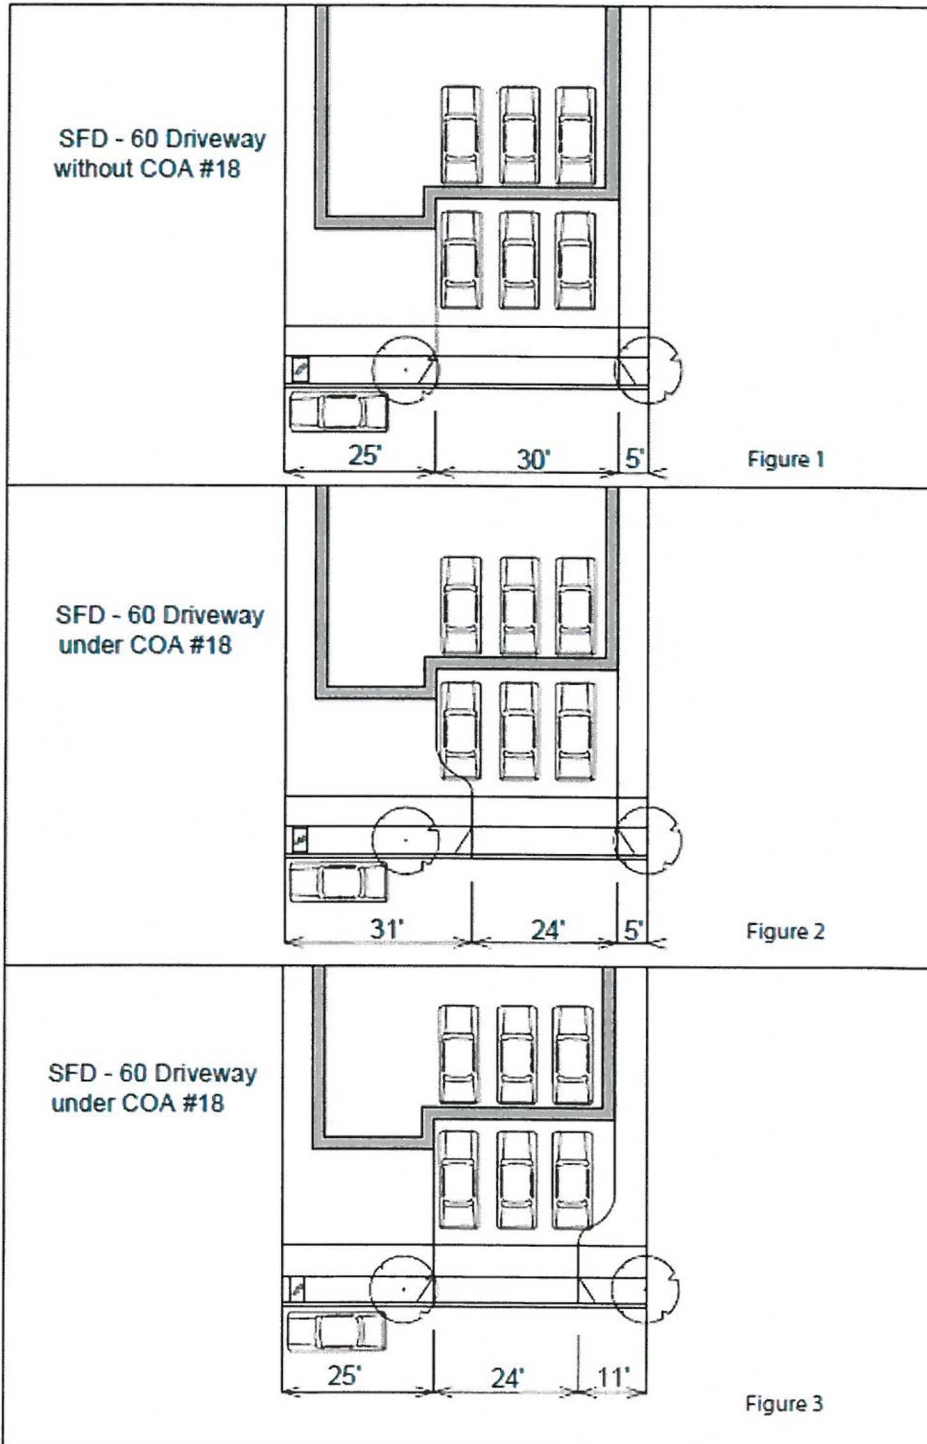 SFD - 60 Driveway
without COA #18
25'
30'
5'
Figure 1
SFD - 60 Driveway
under COA #18
31'
24'
5'
Figure 2
SFD - 60 Driveway
under COA #18
25'
24'
11'
Figure 3